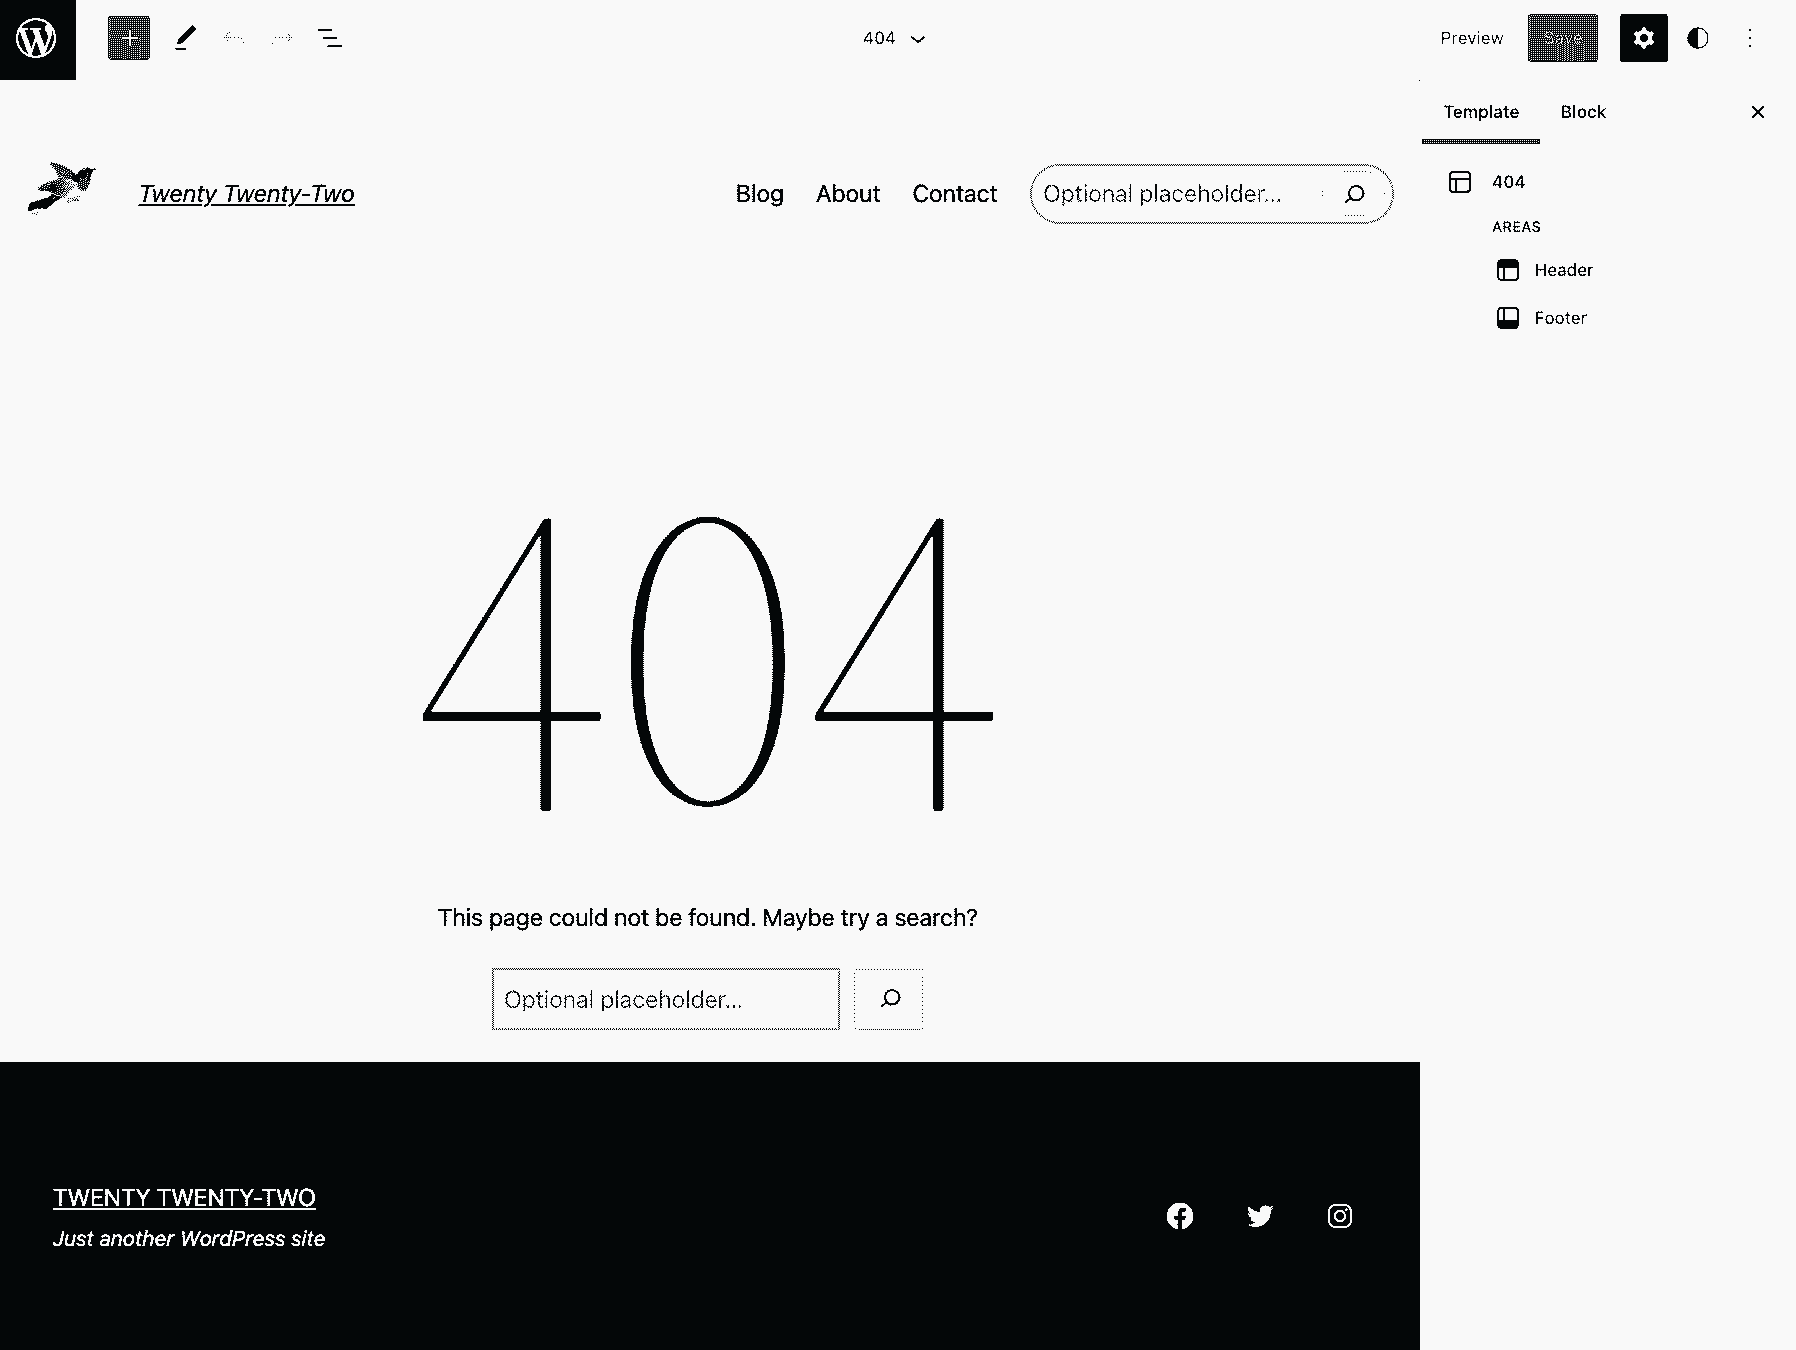 404
Preview
Save
Template
Block
Twenty Twenty-Two
Blog
About
Contact
Optional placeholder...
404
AREAS
Header
Footer
404
This page could not be found. Maybe try a search?
Optional placeholder...
TWENTY TWENTY-TWO
Just another WordPress site